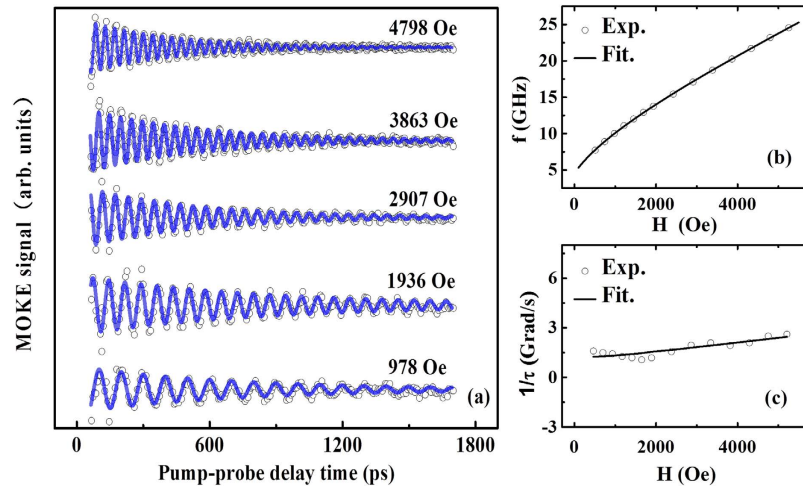 MOKE signal (arb. units)
4798 Oe
3863 Oe
2907 Oe
1936 Oe
978 Oe
(a)
0 600 1200 1800
Pump-probe delay time (ps)
f (GHz)
25
20
15
10
5
Exp.
Fit.
(b)
0 2000 4000
H (Oe)
1/τ (Grad/s)
6
3
0
-3
Exp.
Fit.
(c)
0 2000 4000
H (Oe)